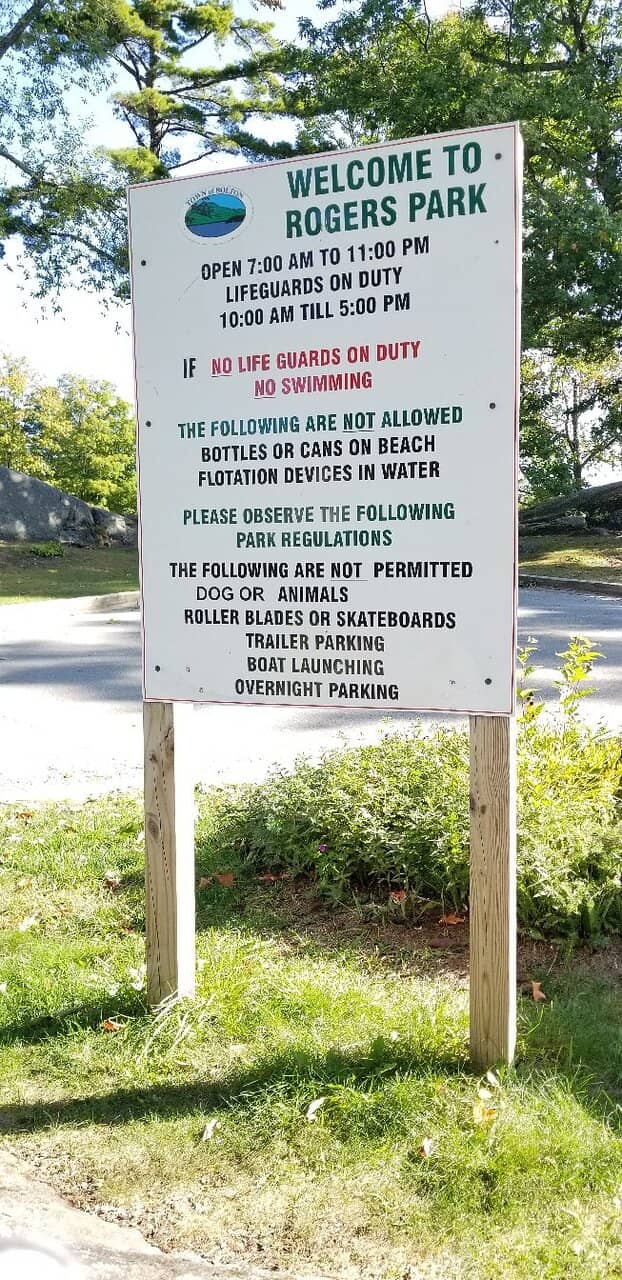 TOWN of BOLTON
WELCOME TO
ROGERS PARK
OPEN 7:00 AM TO 11:00 PM
LIFEGUARDS ON DUTY
10:00 AM TILL 5:00 PM
IF NO LIFE GUARDS ON DUTY
NO SWIMMING
THE FOLLOWING ARE NOT ALLOWED
BOTTLES OR CANS ON BEACH
FLOTATION DEVICES IN WATER
PLEASE OBSERVE THE FOLLOWING
PARK REGULATIONS
THE FOLLOWING ARE NOT PERMITTED
DOG OR ANIMALS
ROLLER BLADES OR SKATEBOARDS
TRAILER PARKING
BOAT LAUNCHING
OVERNIGHT PARKING